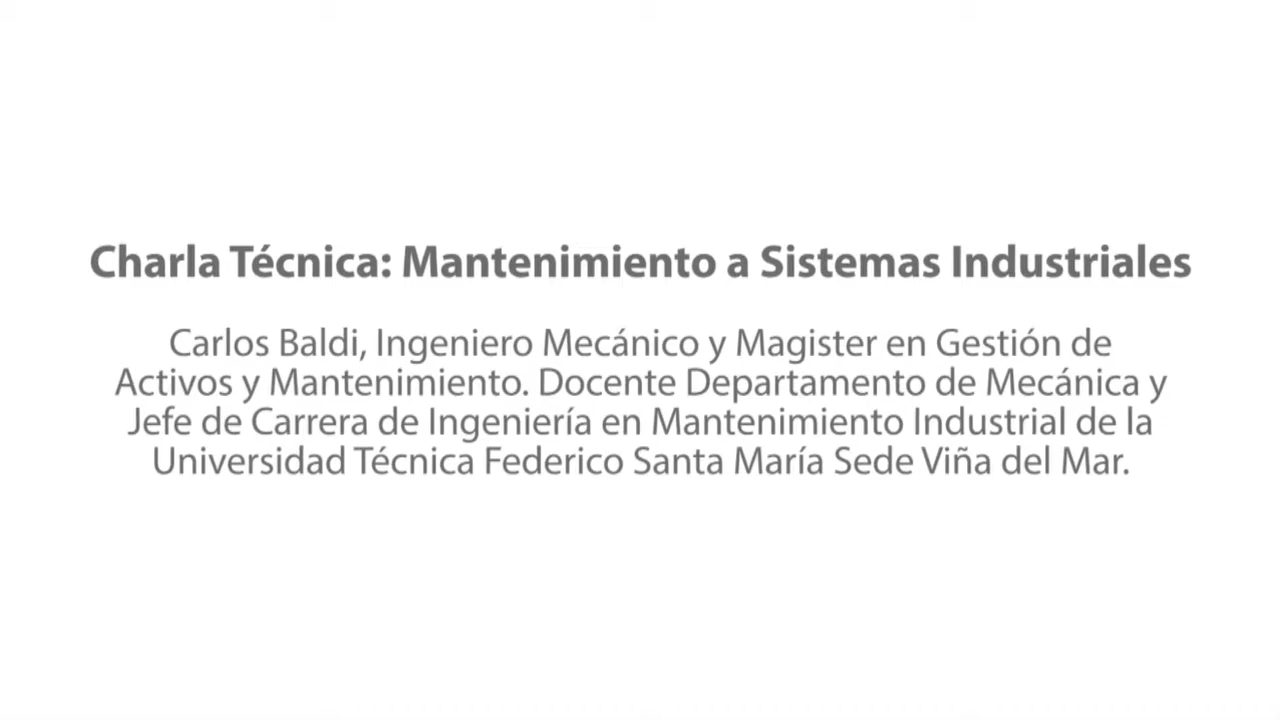 Charla Técnica: Mantenimiento a Sistemas Industriales
Carlos Baldi, Ingeniero Mecánico y Magister en Gestión de
Activos y Mantenimiento. Docente Departamento de Mecánica y
Jefe de Carrera de Ingeniería en Mantenimiento Industrial de la
Universidad Técnica Federico Santa María Sede Viña del Mar.